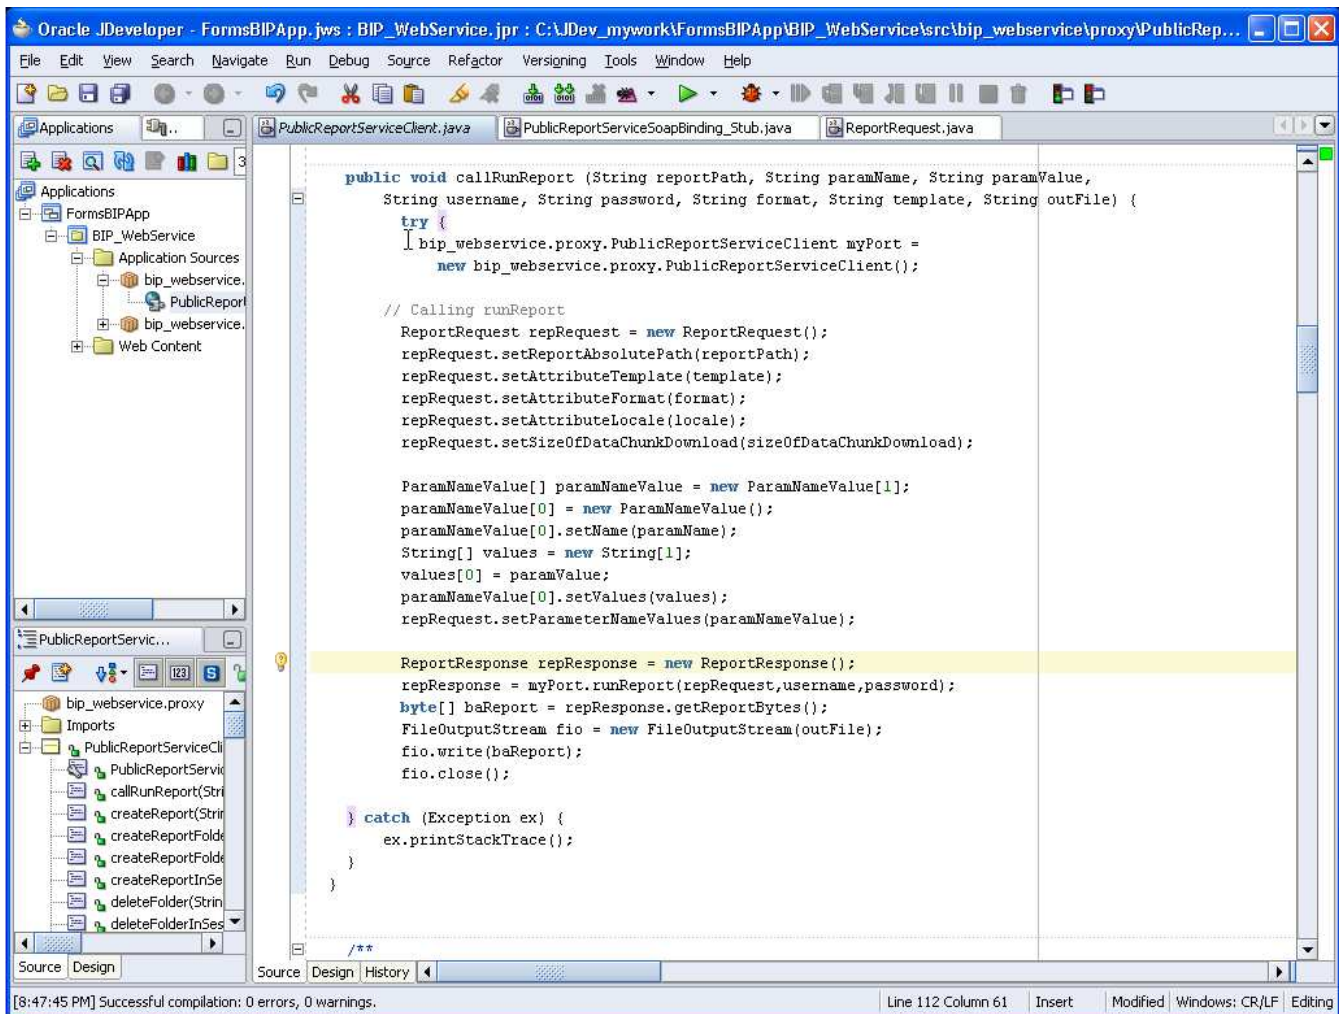 Oracle JDeveloper - FormsBIPApp.jws : BIP_WebService.jpr : C:\JDev_mywork\FormsBIPApp\BIP_WebService\src\bip_webservice\proxy\PublicRep...
File Edit View Search Navigate Run Debug Source Refactor Versioning Tools Window Help
Applications
PublicReportServiceClient.java PublicReportServiceSoapBinding_Stub.java ReportRequest.java
Applications
FormsBIPApp
BIP_WebService
Application Sources
bip_webservice.
PublicReport
bip_webservice.
Web Content
public void callRunReport (String reportPath, String paramName, String paramValue,
String username, String password, String format, String template, String outFile) {
try {
bip_webservice.proxy.PublicReportServiceClient myPort =
new bip_webservice.proxy.PublicReportServiceClient();
// Calling runReport
ReportRequest repRequest = new ReportRequest();
repRequest.setReportAbsolutePath(reportPath);
repRequest.setAttributeTemplate(template);
repRequest.setAttributeFormat(format);
repRequest.setAttributeLocale(locale);
repRequest.setSizeOfDataChunkDownload(sizeOfDataChunkDownload);
ParamNameValue[] paramNameValue = new ParamNameValue[1];
paramNameValue[0] = new ParamNameValue();
paramNameValue[0].setName(paramName);
String[] values = new String[1];
values[0] = paramValue;
paramNameValue[0].setValues(values);
repRequest.setParameterNameValues(paramNameValue);
ReportResponse repResponse = new ReportResponse();
repResponse = myPort.runReport(repRequest,username,password);
byte[] baReport = repResponse.getReportBytes();
FileOutputStream fio = new FileOutputStream(outFile);
fio.write(baReport);
fio.close();
} catch (Exception ex) {
ex.printStackTrace();
}
}
/**
PublicReportServic...
bip_webservice.proxy
Imports
PublicReportServiceCli
PublicReportServic
callRunReport(Stri
createReport(Strin
createReportFolde
createReportFolde
createReportInSe
deleteFolder(Strin
deleteFolderInSes
Source Design
Source Design History
[8:47:45 PM] Successful compilation: 0 errors, 0 warnings.
Line 112 Column 61 Insert Modified Windows: CR/LF Editing